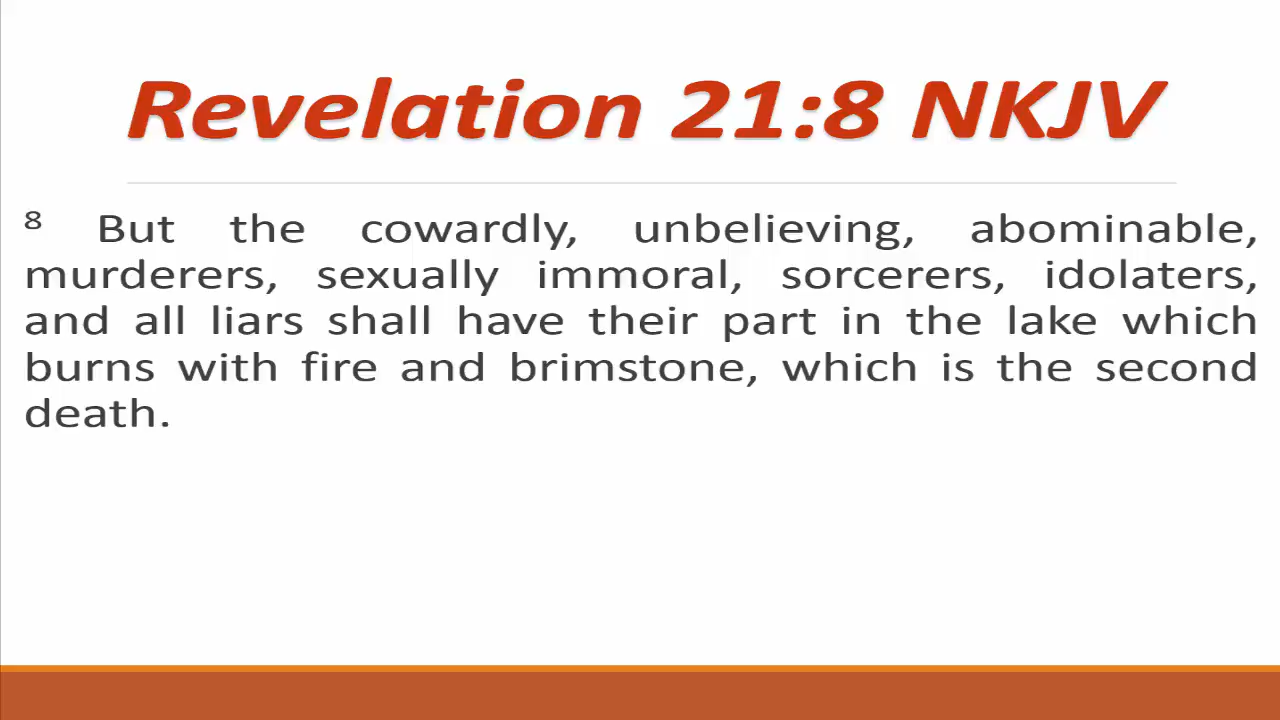 Revelation 21:8 NKJV
8 But the cowardly, unbelieving, abominable,
murderers, sexually immoral, sorcerers, idolaters,
and all liars shall have their part in the lake which
burns with fire and brimstone, which is the second
death.